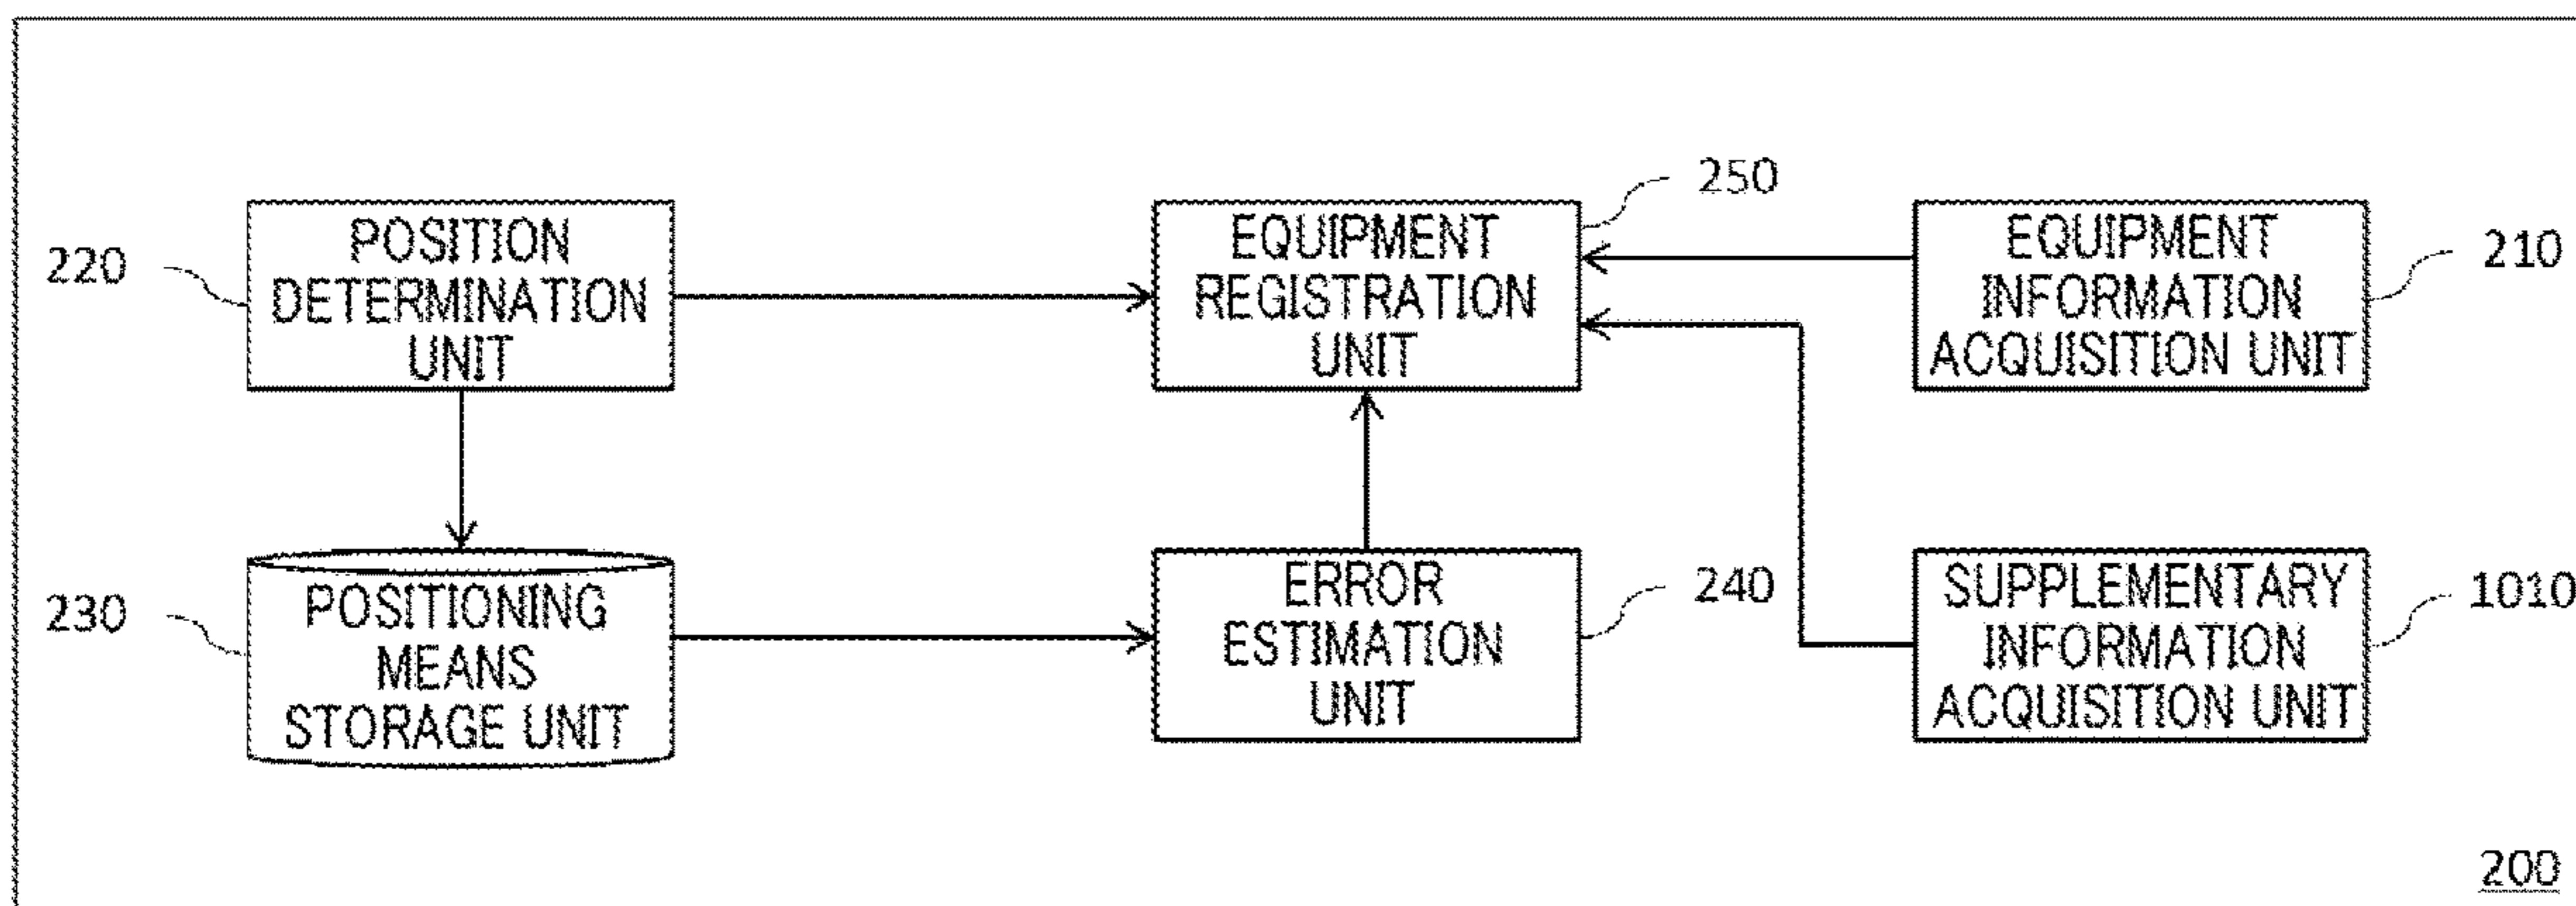 220
POSITION
DETERMINATION
UNIT
250
EQUIPMENT
REGISTRATION
UNIT
210
EQUIPMENT
INFORMATION
ACQUISITION UNIT
230
POSITIONING
MEANS
STORAGE UNIT
240
ERROR
ESTIMATION
UNIT
1010
SUPPLEMENTARY
INFORMATION
ACQUISITION UNIT
200